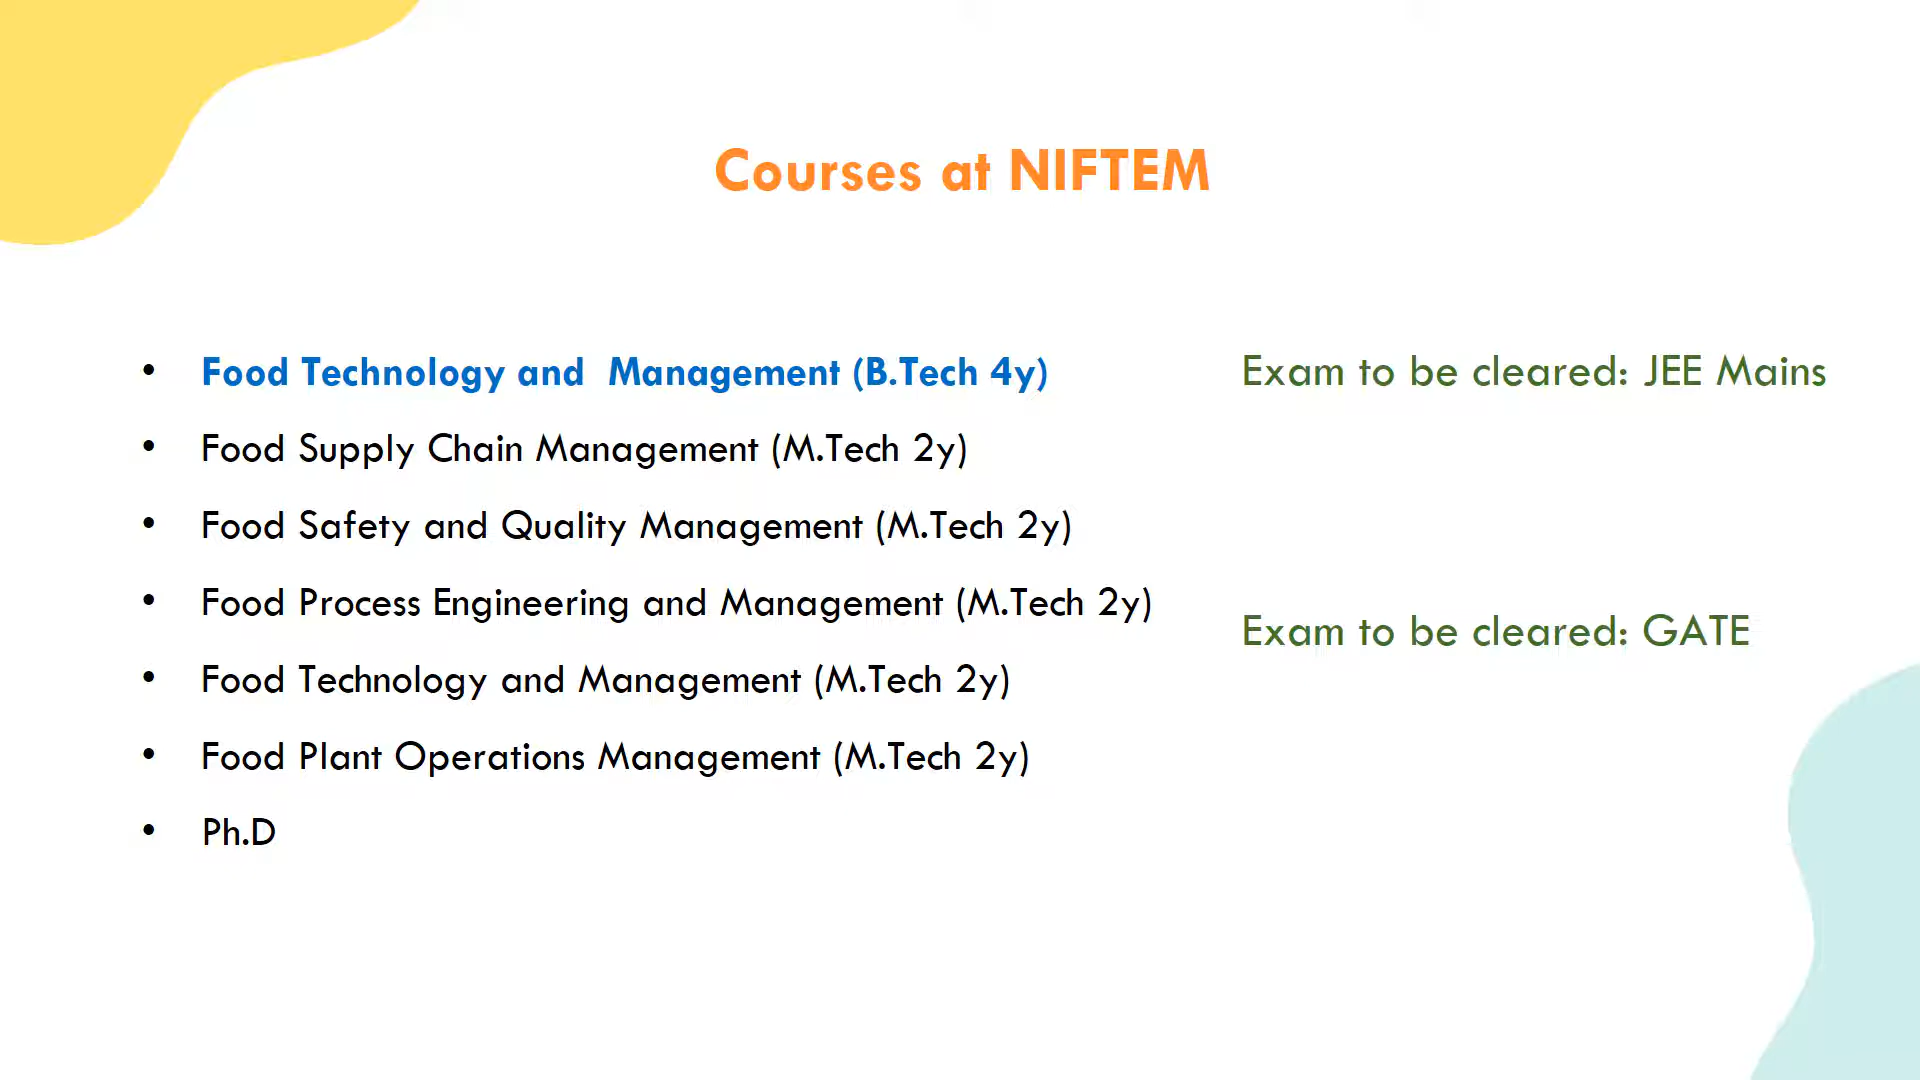 Courses at NIFTEM
• Food Technology and  Management (B.Tech 4y)
Exam to be cleared: JEE Mains
• Food Supply Chain Management (M.Tech 2y)
• Food Safety and Quality Management (M.Tech 2y)
• Food Process Engineering and Management (M.Tech 2y)
Exam to be cleared: GATE
• Food Technology and Management (M.Tech 2y)
• Food Plant Operations Management (M.Tech 2y)
• Ph.D